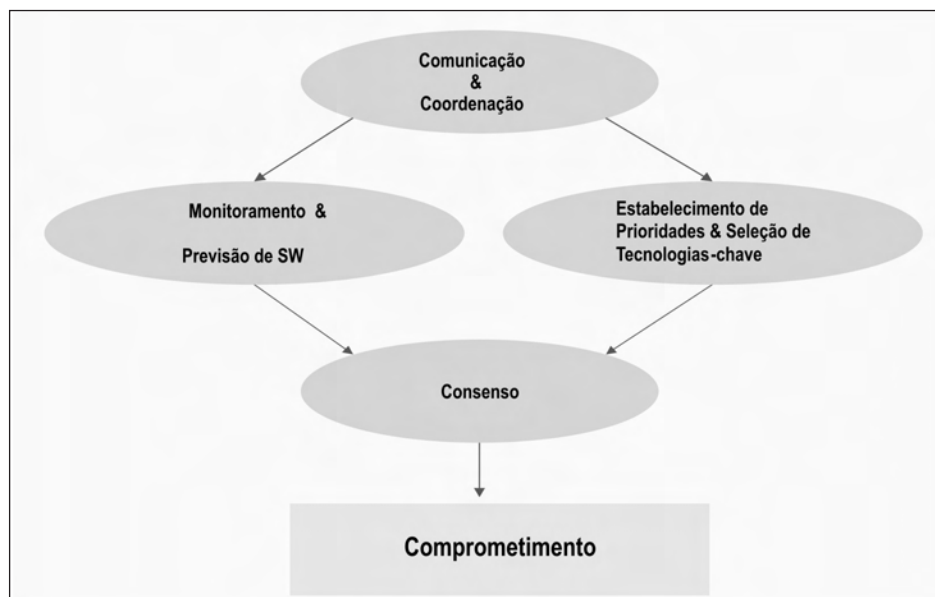 Comunicação
&
Coordenação
Monitoramento &
Previsão de SW
Estabelecimento de
Prioridades & Seleção de
Tecnologias-chave
Consenso
Comprometimento